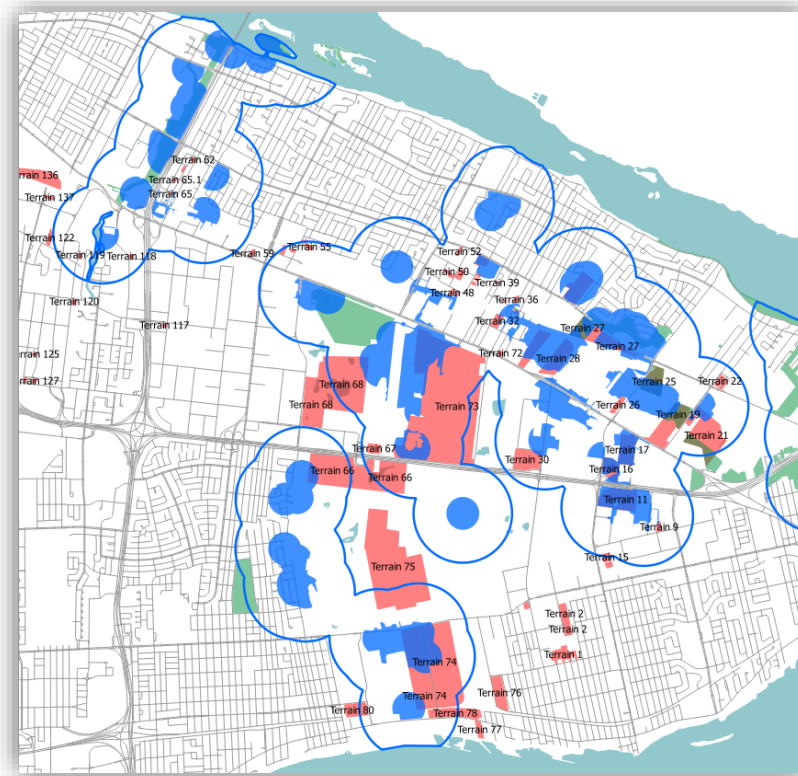 Terrain 62
rrain 136
Terrain 65.1
Terrain 65
rrain 137
Terrain 122
Terrain 119
Terrain 118
Terrain 59
Terrain 55
Terrain 52
Terrain 50
Terrain 39
Terrain 48
Terrain 36
Terrain 120
Terrain 117
Terrain 32
Terrain 27
Terrain 27
rrain 125
Terrain 72
Terrain 28
rrain 127
Terrain 68
Terrain 25
Terrain 22
Terrain 68
Terrain 73
Terrain 26
Terrain 19
Terrain 21
Terrain 67
Terrain 17
Terrain 30
Terrain 66
Terrain 66
Terrain 16
Terrain 11
Terrain 9
Terrain 15
Terrain 75
Terrain 2
Terrain 2
Terrain 1
Terrain 74
Terrain 76
Terrain 74
Terrain 80
Terrain 78
Terrain 77